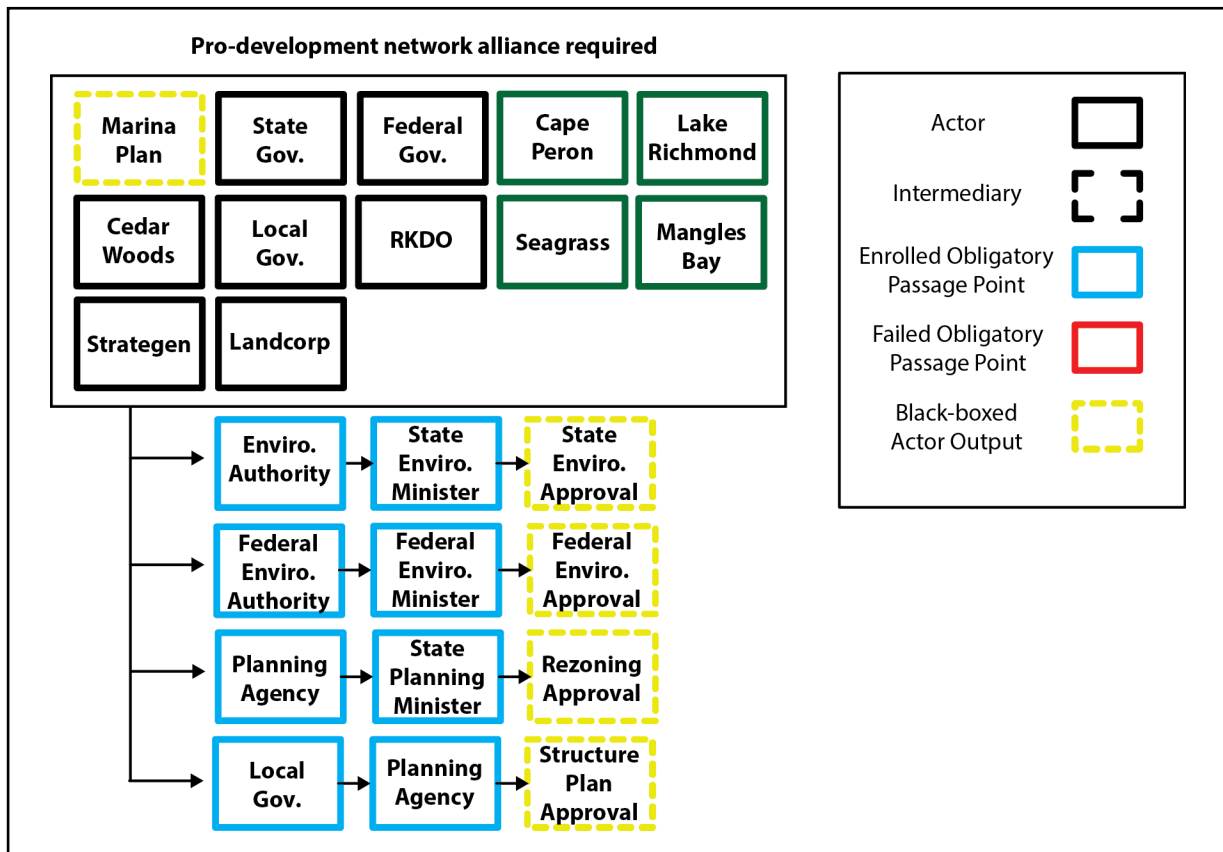 Pro-development network alliance required
Marina
Plan
State
Gov.
Federal
Gov.
Cape
Peron
Lake
Richmond
Cedar
Woods
Local
Gov.
RKDO
Seagrass
Mangles
Bay
Strategen
Landcorp
Enviro.
Authority
State
Enviro.
Minister
State
Enviro.
Approval
Federal
Enviro.
Authority
Federal
Enviro.
Minister
Federal
Enviro.
Approval
Planning
Agency
State
Planning
Minister
Rezoning
Approval
Local
Gov.
Planning
Agency
Structure
Plan
Approval
Actor
Intermediary
Enrolled Obligatory
Passage Point
Failed Obligatory
Passage Point
Black-boxed
Actor Output